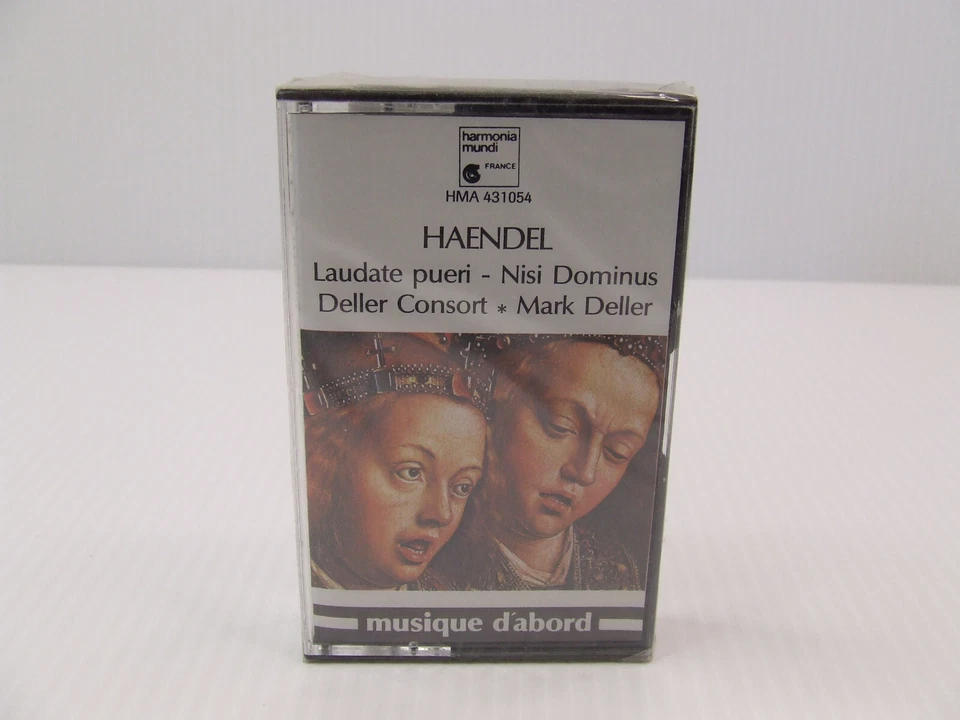 harmonia
mundi
FRANCE
HMA 431054
HAENDEL
Laudate pueri - Nisi Dominus
Deller Consort * Mark Deller
musique d'abord